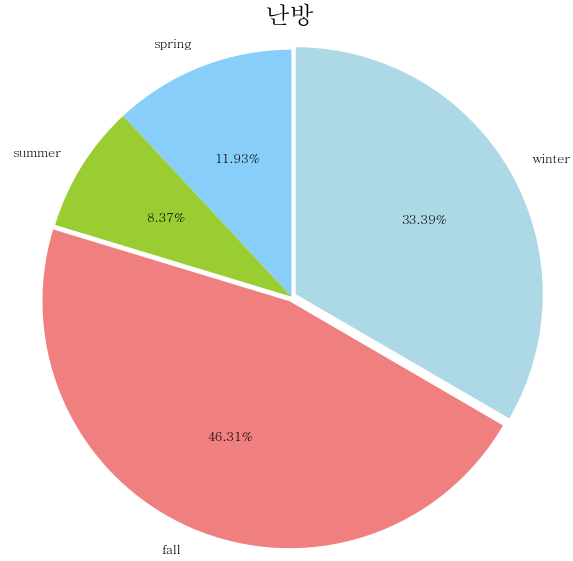 난방
spring
summer
winter
11.93%
8.37%
33.39%
46.31%
fall